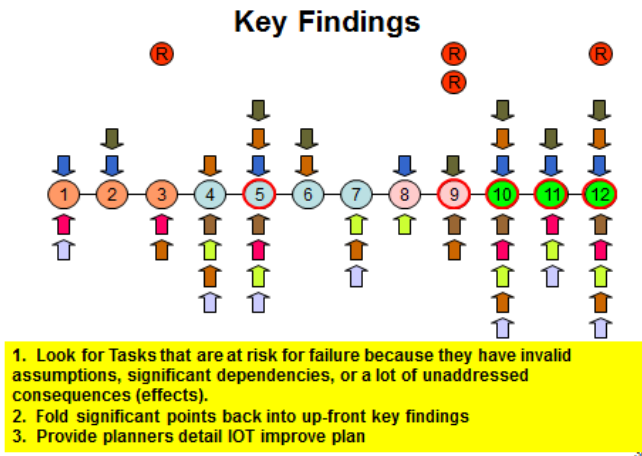 Key Findings
R R R
R
1 2 3 4 5 6 7 8 9 10 11 12
1. Look for Tasks that are at risk for failure because they have invalid
assumptions, significant dependencies, or a lot of unaddressed
consequences (effects).
2. Fold significant points back into up-front key findings
3. Provide planners detail IOT improve plan